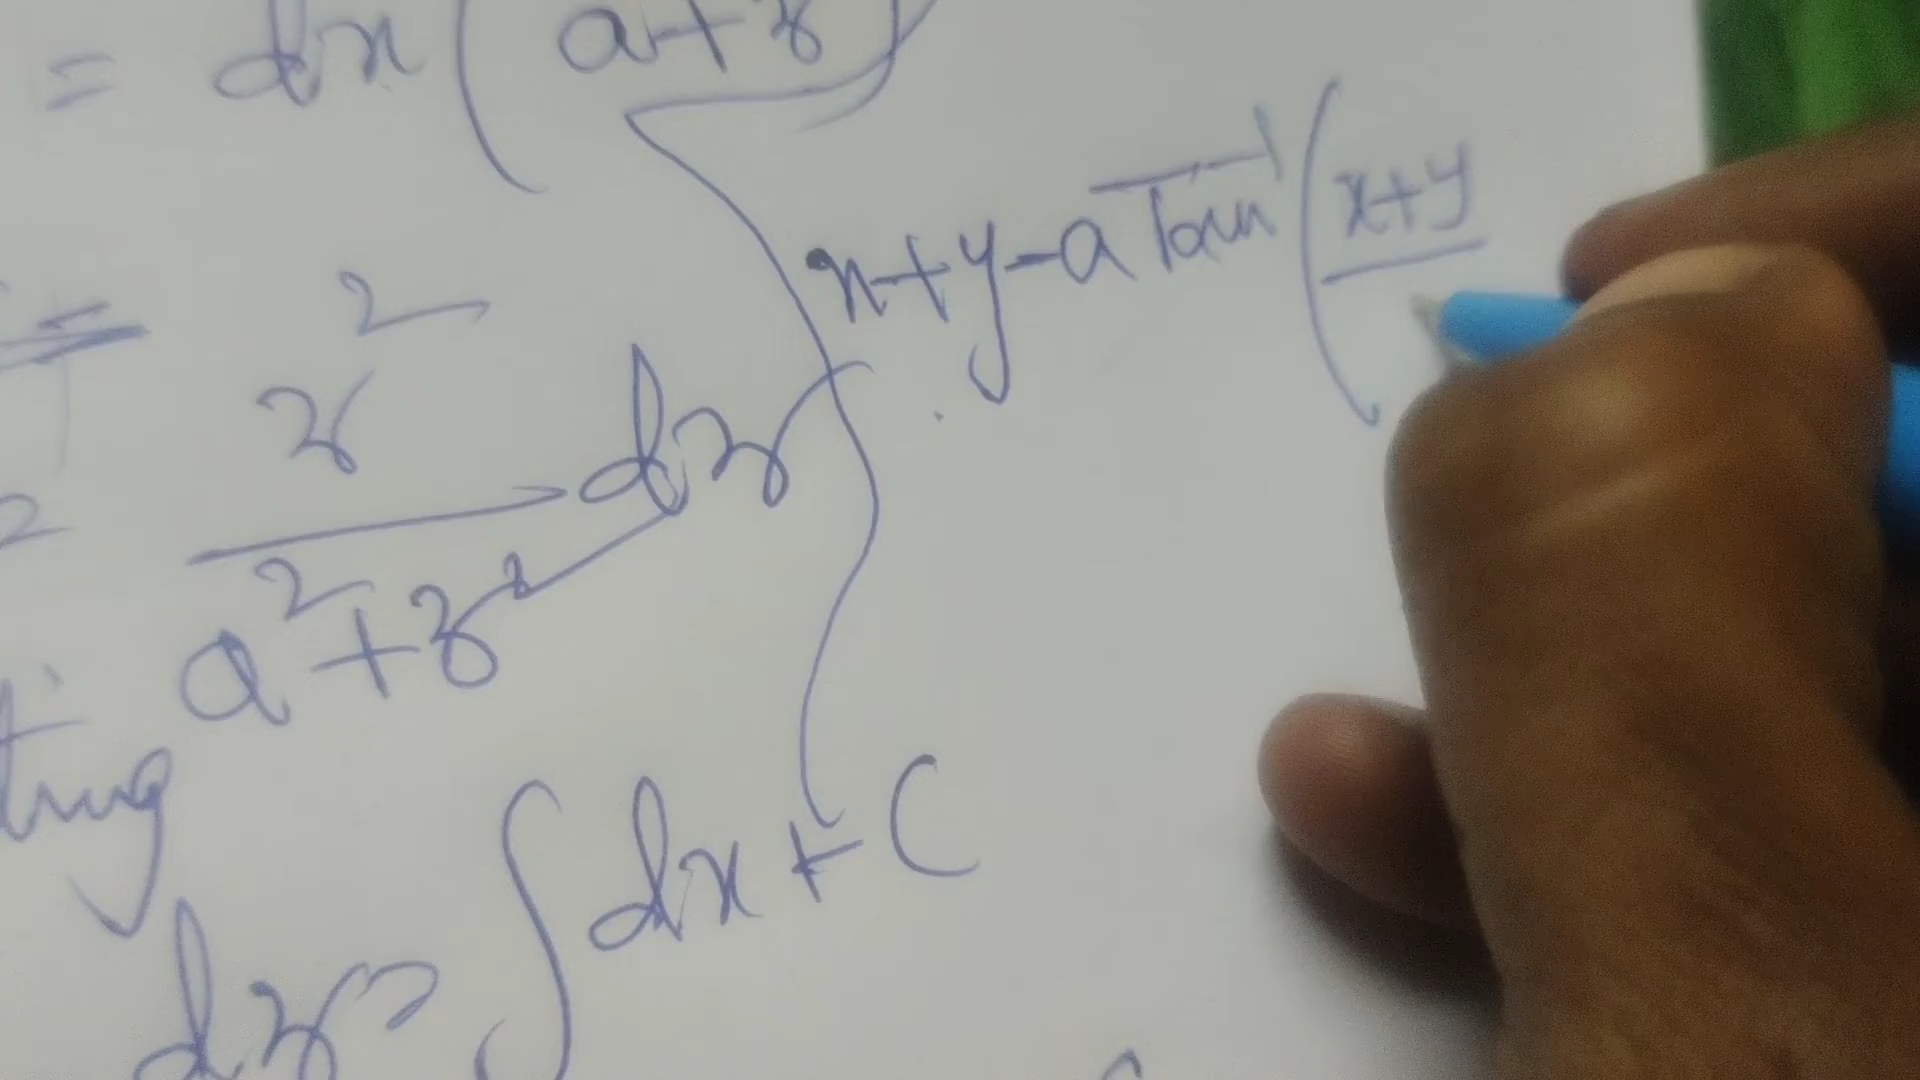 = dx ( a + z )
x+y-a Tan⁻¹ ( x+y
=
z²
dz
a²+z²
ting
∫ dx + C
dz =